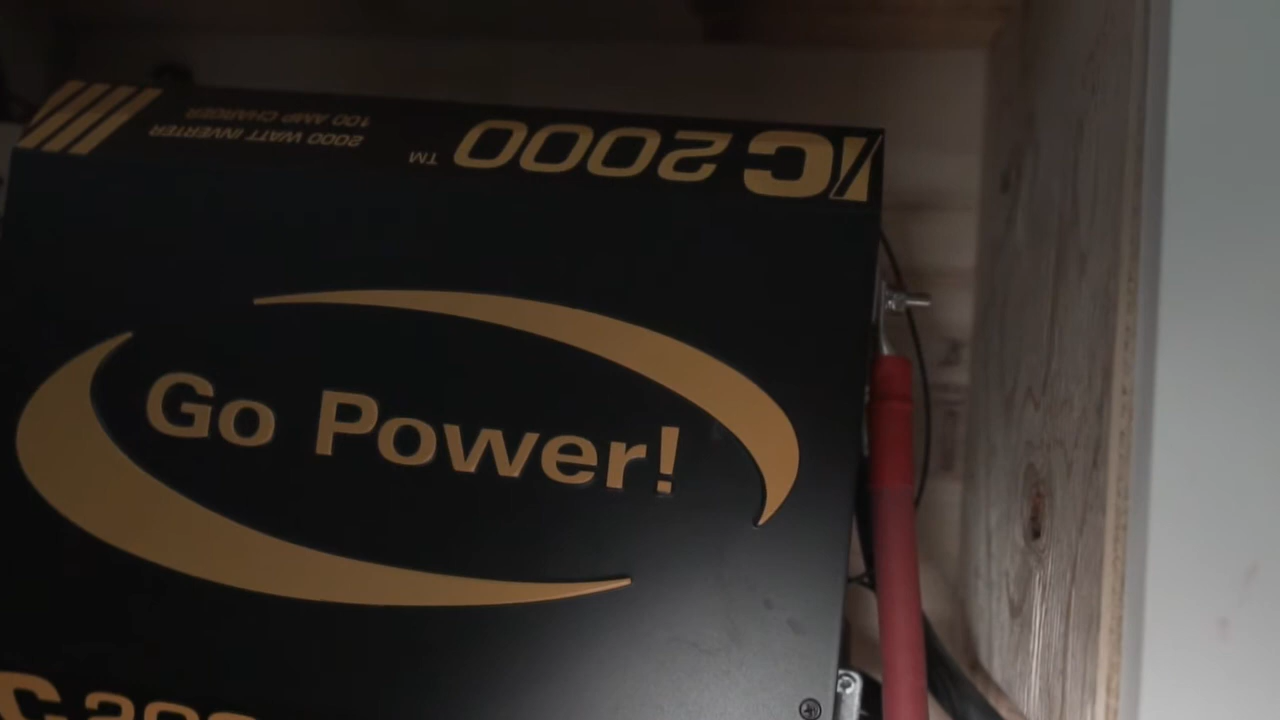 IC 2000 ™
2000 WATT INVERTER
100 AMP CHARGER
Go Power!